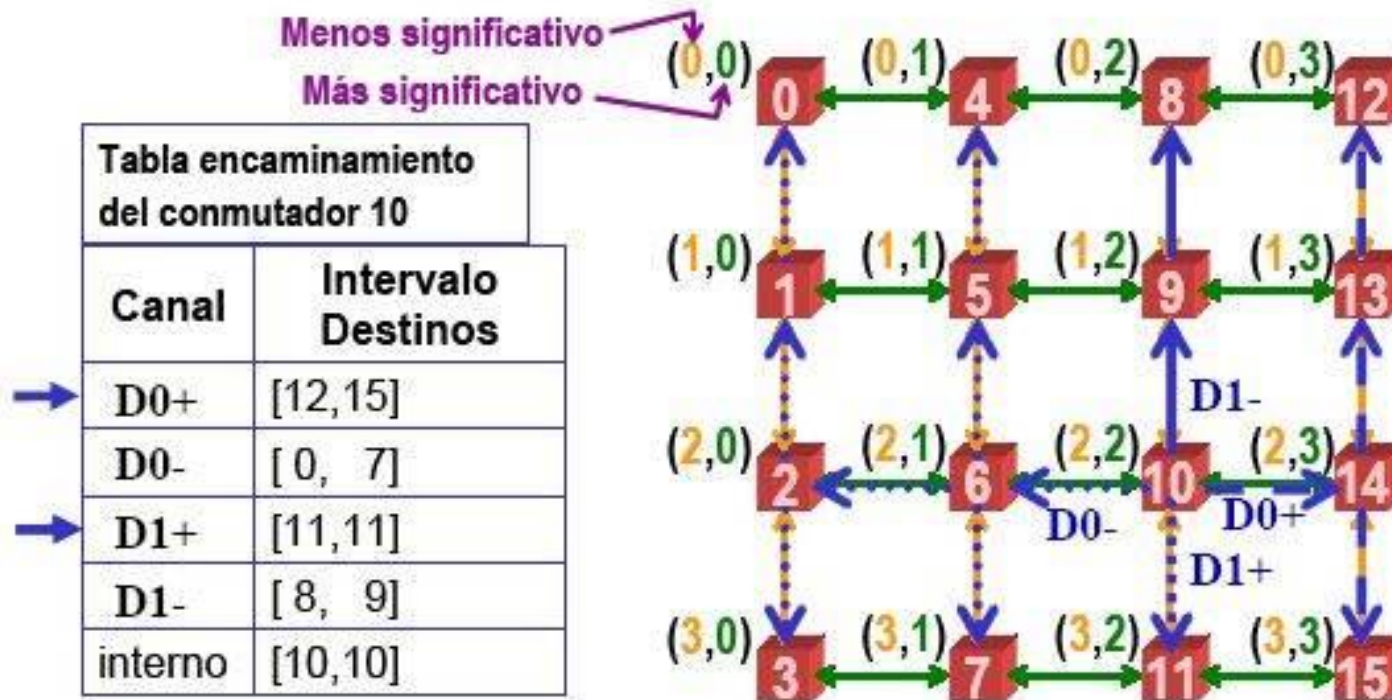 Menos significativo
Más significativo
Tabla encaminamiento
del conmutador 10
Canal Intervalo Destinos
D0+ [12,15]
D0- [ 0, 7]
D1+ [11,11]
D1- [ 8, 9]
interno [10,10]
(0,0) (0,1) (0,2) (0,3)
0 4 8 12
(1,0) (1,1) (1,2) (1,3)
1 5 9 13
D1-
(2,0) (2,1) (2,2) (2,3)
2 6 10 14
D0- D0+
D1+
(3,0) (3,1) (3,2) (3,3)
3 7 11 15